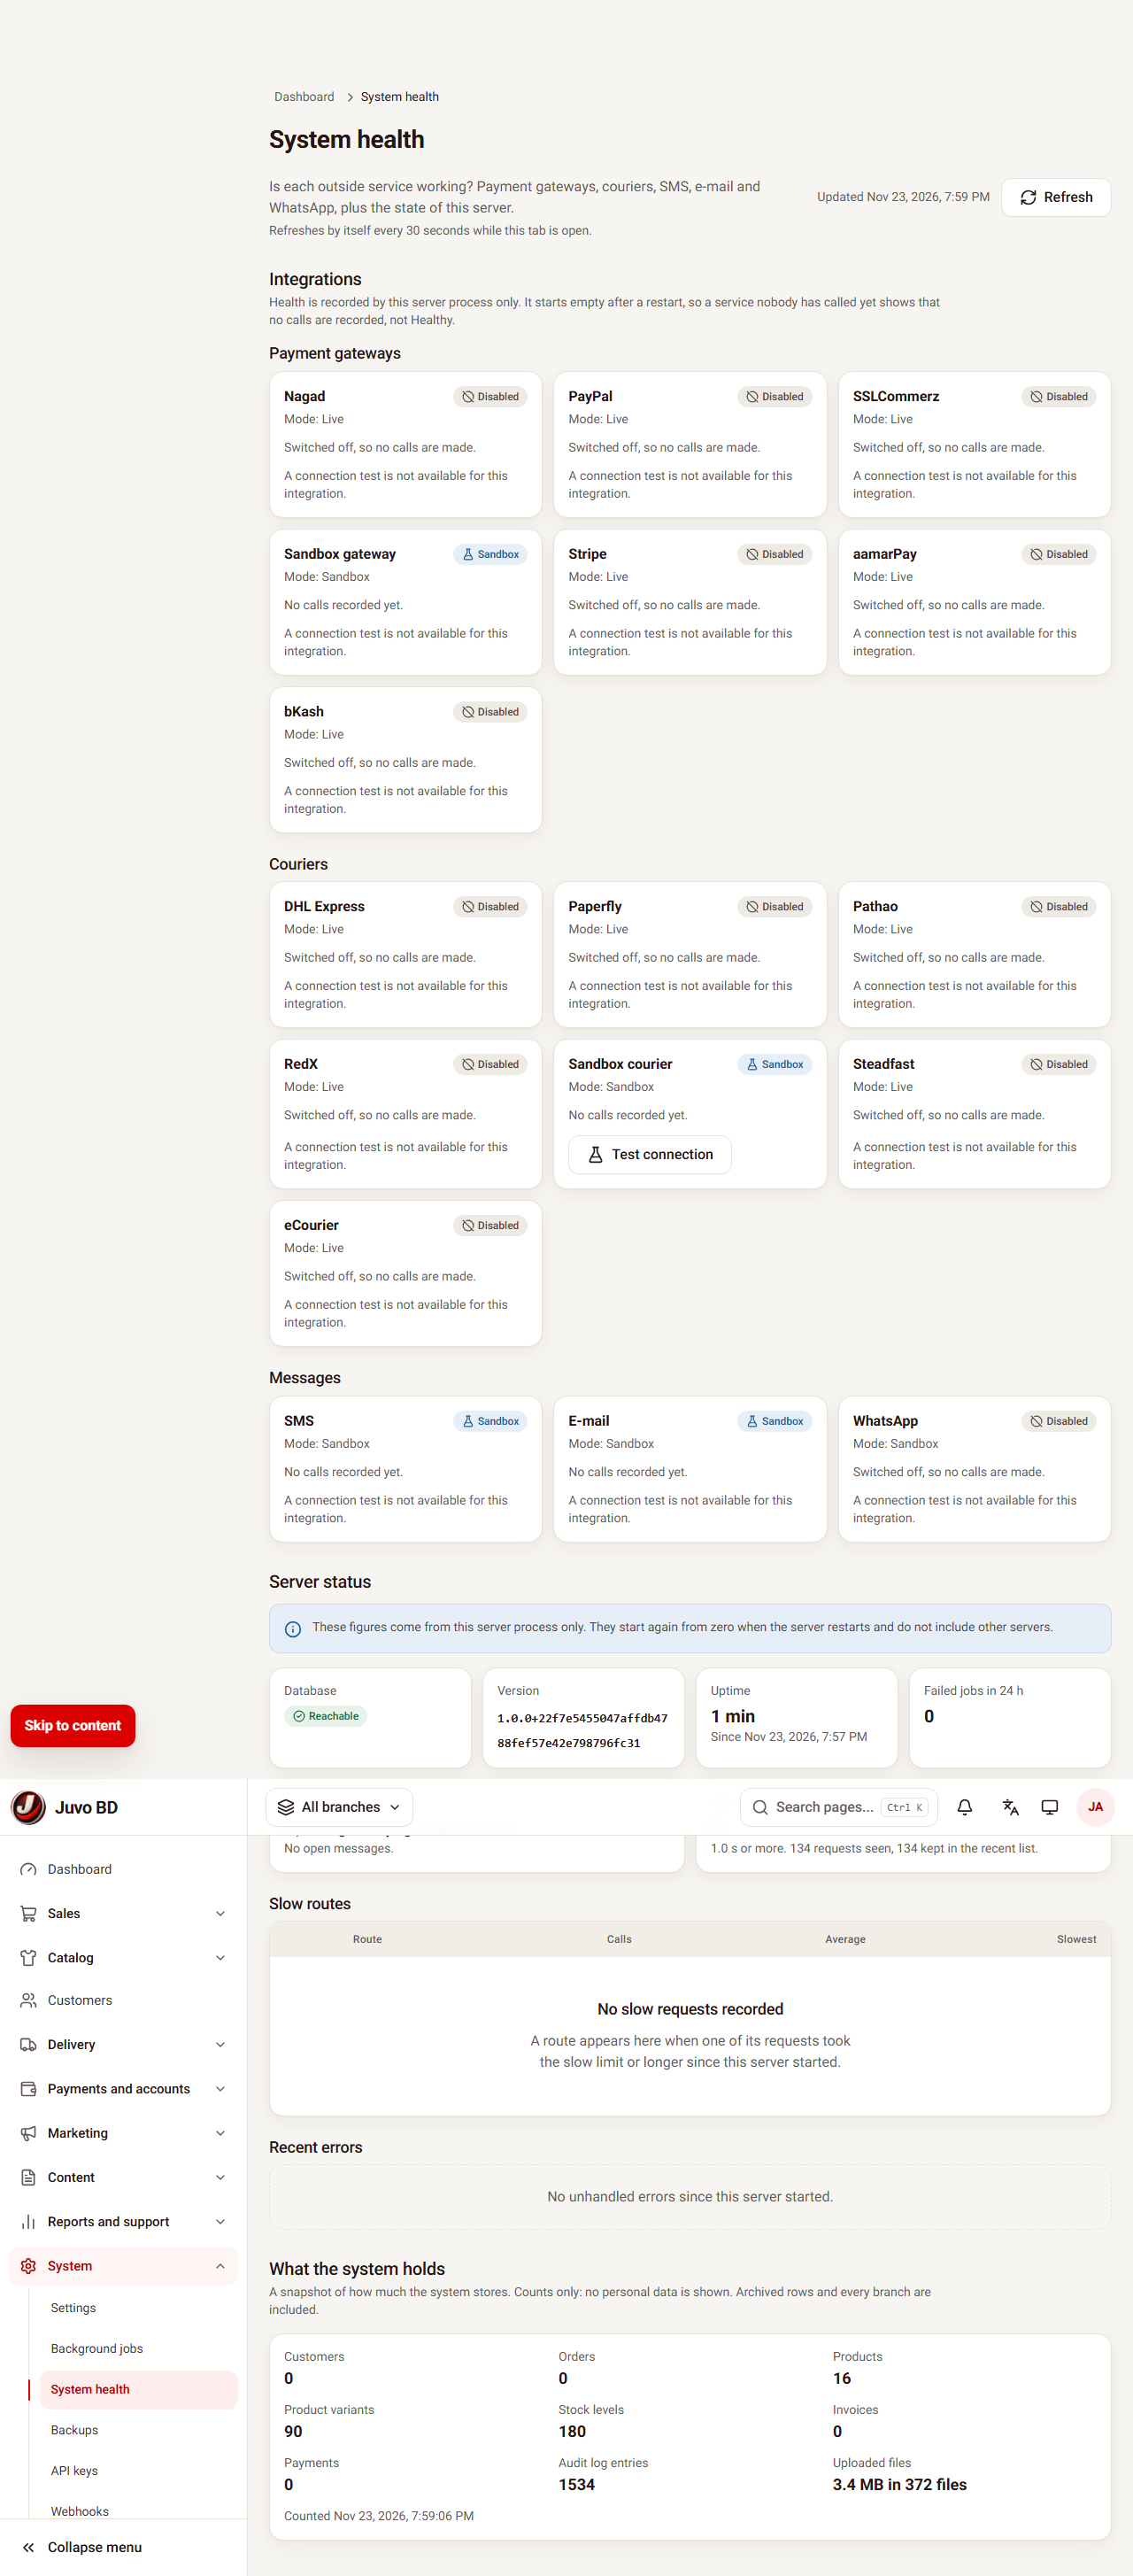 Dashboard > System health
System health
Is each outside service working? Payment gateways, couriers, SMS, e-mail and
WhatsApp, plus the state of this server.
Refreshes by itself every 30 seconds while this tab is open.
Updated Nov 23, 2026, 7:59 PM
Refresh
Integrations
Health is recorded by this server process only. It starts empty after a restart, so a service nobody has called yet shows that
no calls are recorded, not Healthy.
Payment gateways
Nagad
Disabled
Mode: Live
Switched off, so no calls are made.
A connection test is not available for this
integration.
PayPal
Disabled
Mode: Live
Switched off, so no calls are made.
A connection test is not available for this
integration.
SSLCommerz
Disabled
Mode: Live
Switched off, so no calls are made.
A connection test is not available for this
integration.
Sandbox gateway
Sandbox
Mode: Sandbox
No calls recorded yet.
A connection test is not available for this
integration.
Stripe
Disabled
Mode: Live
Switched off, so no calls are made.
A connection test is not available for this
integration.
aamarPay
Disabled
Mode: Live
Switched off, so no calls are made.
A connection test is not available for this
integration.
bKash
Disabled
Mode: Live
Switched off, so no calls are made.
A connection test is not available for this
integration.
Couriers
DHL Express
Disabled
Mode: Live
Switched off, so no calls are made.
A connection test is not available for this
integration.
Paperfly
Disabled
Mode: Live
Switched off, so no calls are made.
A connection test is not available for this
integration.
Pathao
Disabled
Mode: Live
Switched off, so no calls are made.
A connection test is not available for this
integration.
RedX
Disabled
Mode: Live
Switched off, so no calls are made.
A connection test is not available for this
integration.
Sandbox courier
Sandbox
Mode: Sandbox
No calls recorded yet.
Test connection
Steadfast
Disabled
Mode: Live
Switched off, so no calls are made.
A connection test is not available for this
integration.
eCourier
Disabled
Mode: Live
Switched off, so no calls are made.
A connection test is not available for this
integration.
Messages
SMS
Sandbox
Mode: Sandbox
No calls recorded yet.
A connection test is not available for this
integration.
E-mail
Sandbox
Mode: Sandbox
No calls recorded yet.
A connection test is not available for this
integration.
WhatsApp
Disabled
Mode: Sandbox
Switched off, so no calls are made.
A connection test is not available for this
integration.
Server status
These figures come from this server process only. They start again from zero when the server restarts and do not include other servers.
Database
Reachable
Version
1.0.0+22f7e5455047affdb47
88fef57e42e798796fc31
Uptime
1 min
Since Nov 23, 2026, 7:57 PM
Failed jobs in 24 h
0
Skip to content
Juvo BD
All branches
Search pages...
Ctrl K
JA
No open messages.
1.0 s or more. 134 requests seen, 134 kept in the recent list.
Dashboard
Sales
Catalog
Customers
Delivery
Payments and accounts
Marketing
Content
Reports and support
System
Settings
Background jobs
System health
Backups
API keys
Webhooks
Collapse menu
Slow routes
Route
Calls
Average
Slowest
No slow requests recorded
A route appears here when one of its requests took
the slow limit or longer since this server started.
Recent errors
No unhandled errors since this server started.
What the system holds
A snapshot of how much the system stores. Counts only: no personal data is shown. Archived rows and every branch are
included.
Customers
0
Orders
0
Products
16
Product variants
90
Stock levels
180
Invoices
0
Payments
0
Audit log entries
1534
Uploaded files
3.4 MB in 372 files
Counted Nov 23, 2026, 7:59:06 PM